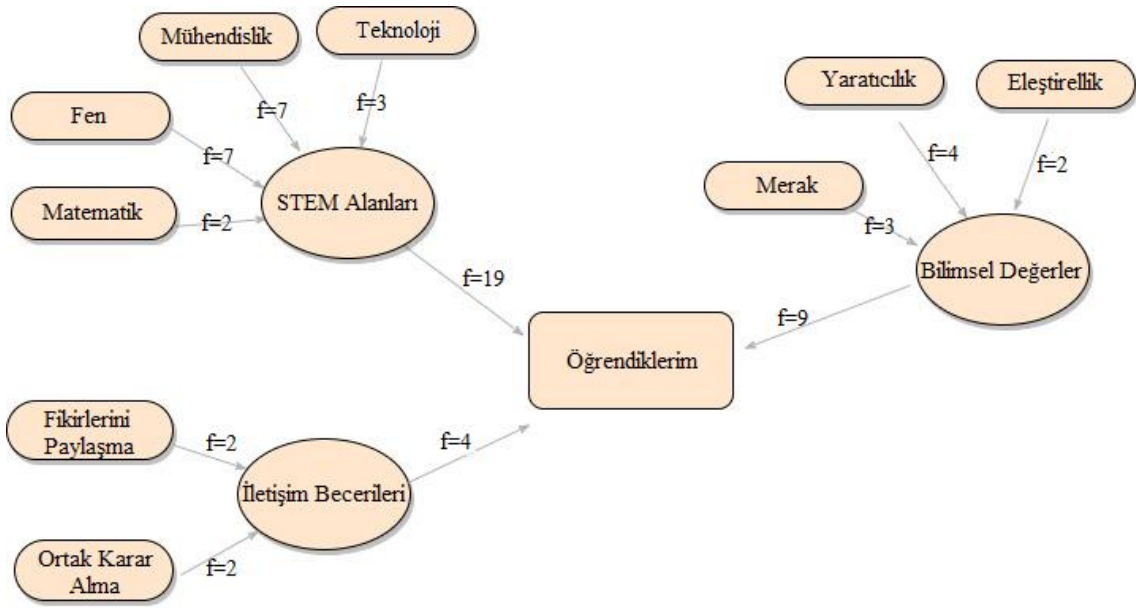 Mühendislik
Teknoloji
Fen
Matematik
f=7
f=3
f=7
f=2
STEM Alanları
f=19
Yaratıcılık
Eleştirellik
Merak
f=4
f=2
f=3
Bilimsel Değerler
f=9
Öğrendiklerim
Fikirlerini
Paylaşma
f=2
f=4
İletişim Becerileri
Ortak Karar
Alma
f=2